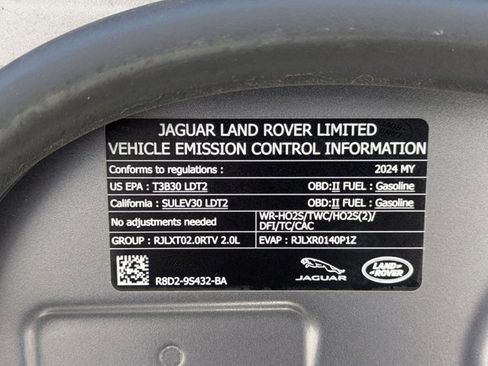 JAGUAR LAND ROVER LIMITED
VEHICLE EMISSION CONTROL INFORMATION
Conforms to regulations : 2024 MY
US EPA : T3B30 LDT2 OBD:II FUEL : Gasoline
California : SULEV30 LDT2 OBD:II FUEL : Gasoline
No adjustments needed WR-HO2S/TWC/HO2S(2)/
DFI/TC/CAC
GROUP : RJLXT02.0RTV 2.0L EVAP : RJLXR0140P1Z
R8D2-9S432-BA
JAGUAR
LAND ROVER